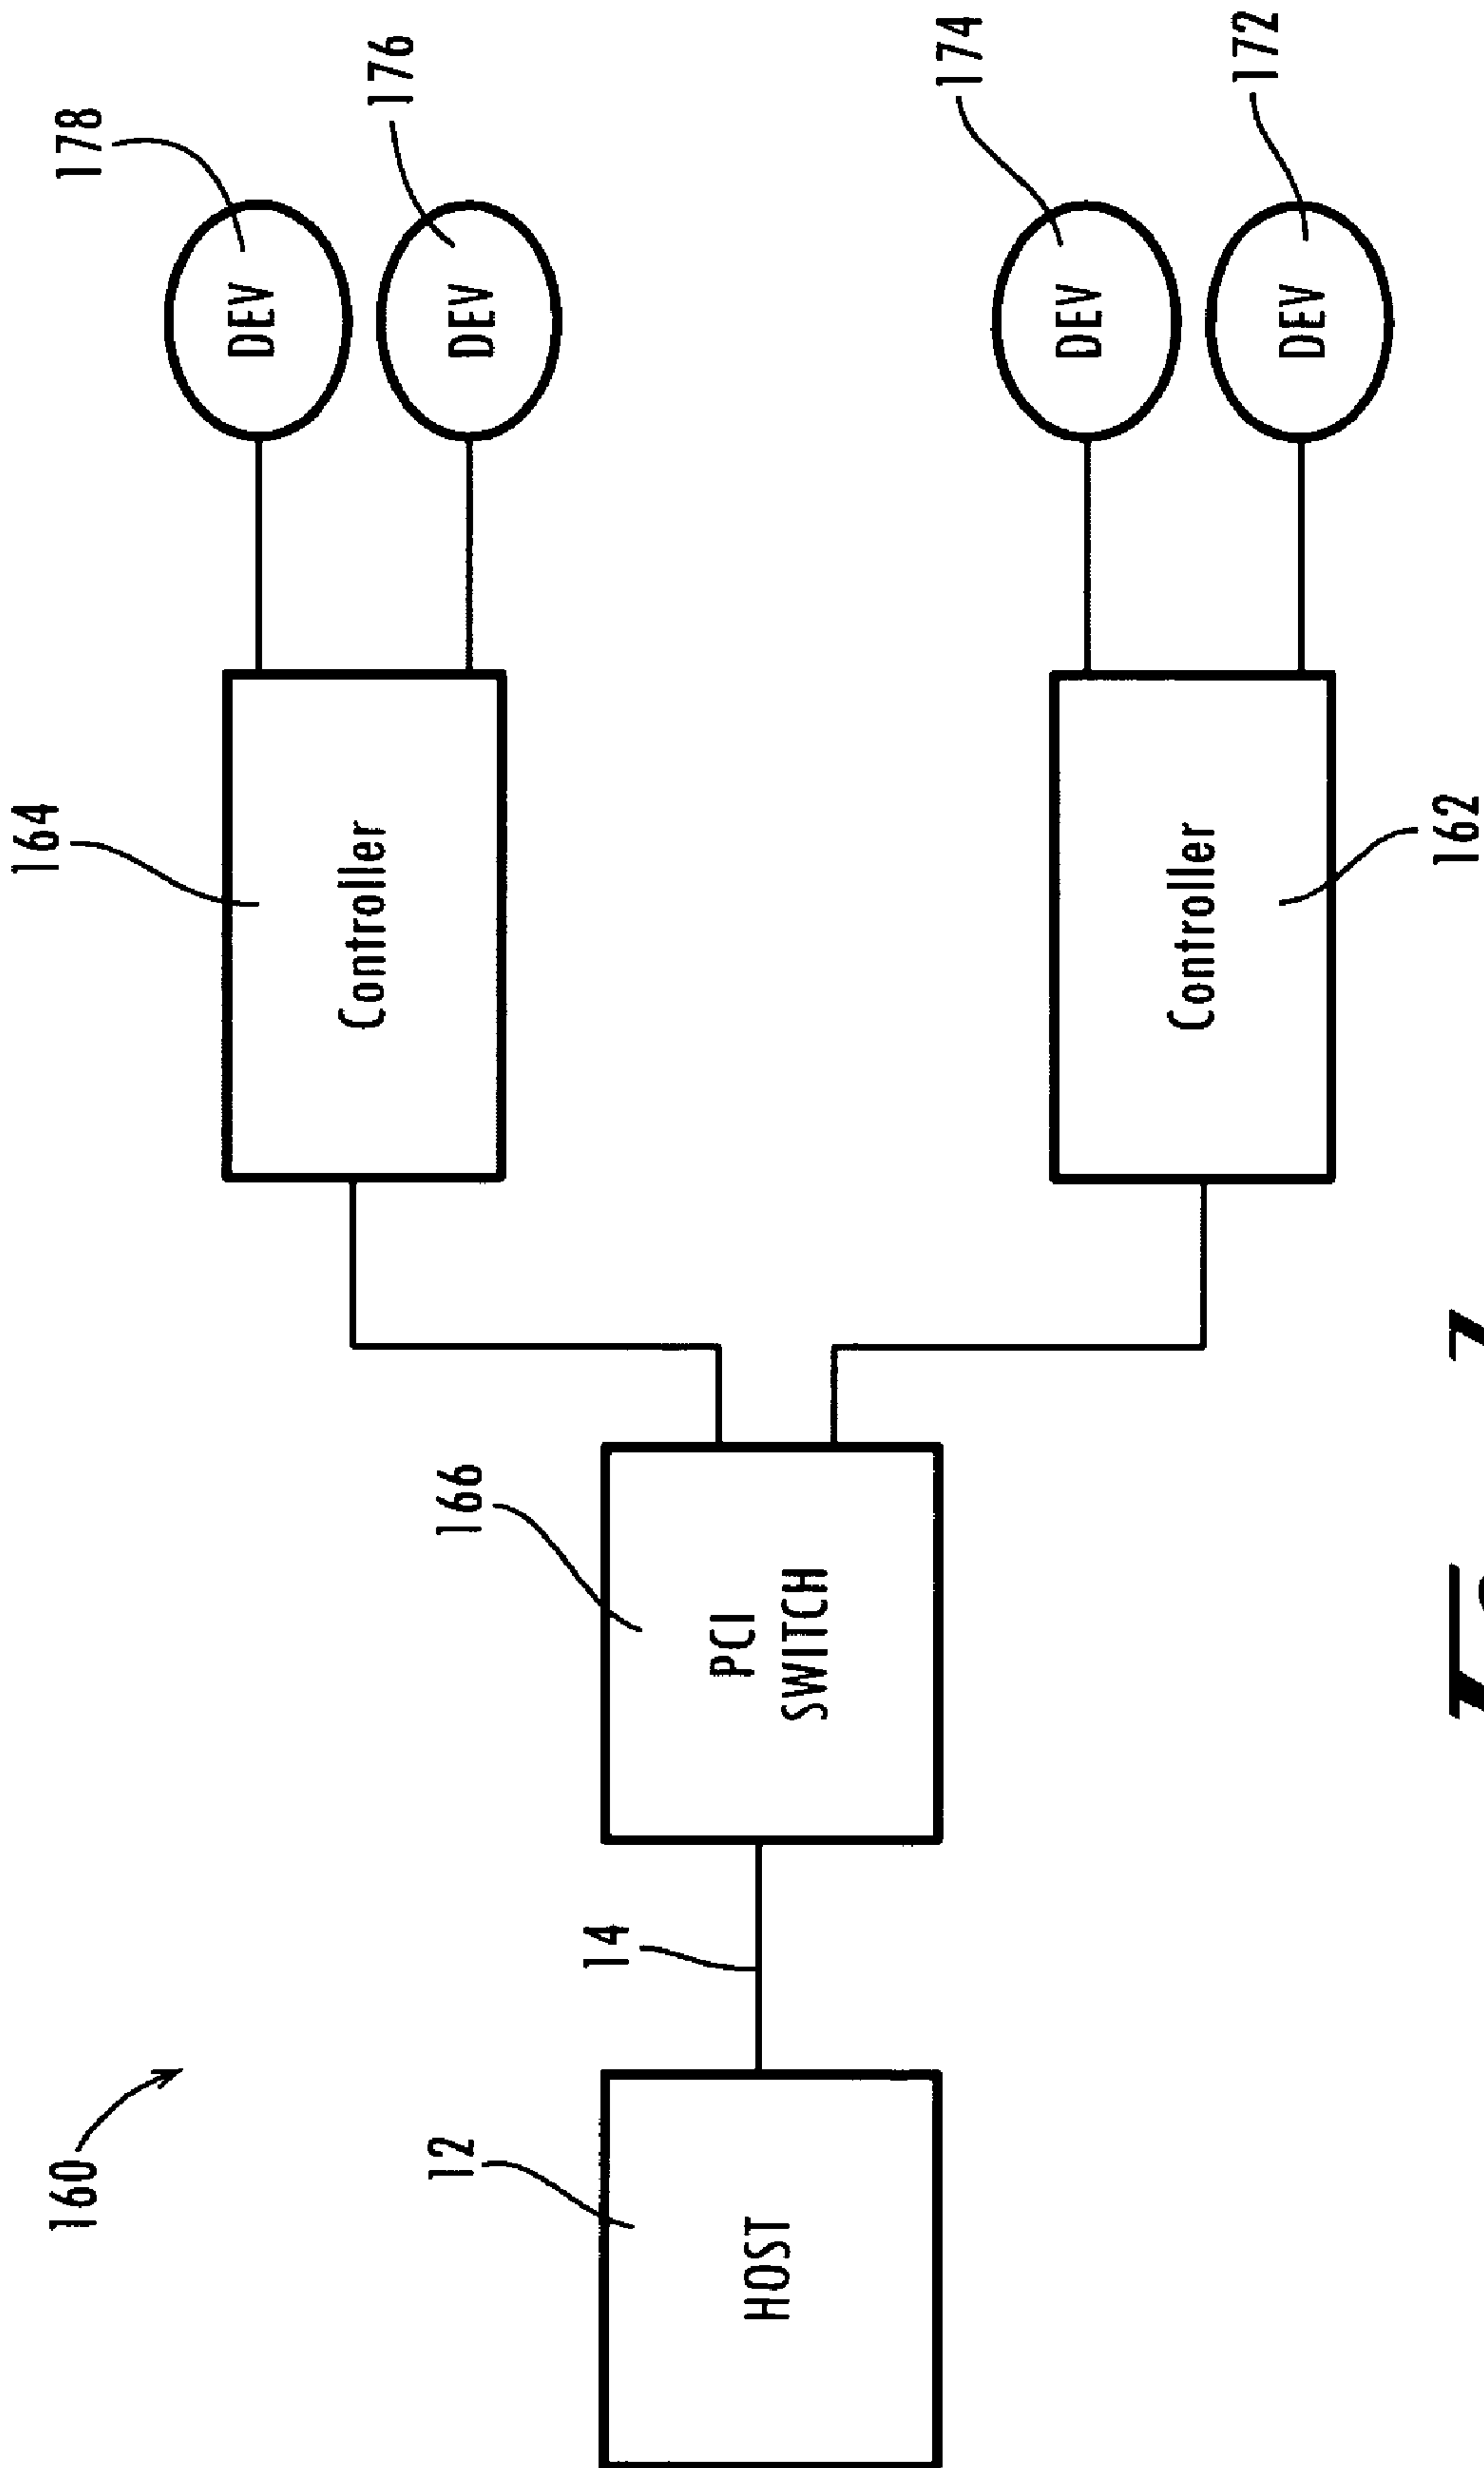 160
12
HOST
14
166
PCI
SWITCH
164
Controller
162
Controller
178
DEV
176
DEV
174
DEV
172
DEV